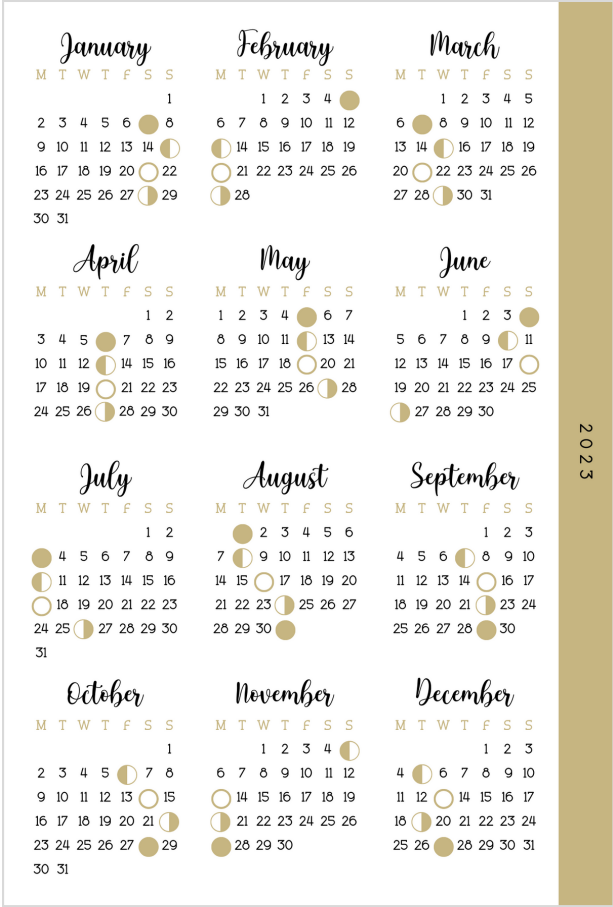 January
M T W T F S S
1
2 3 4 5 6 8
9 10 11 12 13 14
16 17 18 19 20 22
23 24 25 26 27 29
30 31
February
M T W T F S S
1 2 3 4
6 7 8 9 10 11 12
14 15 16 17 18 19
21 22 23 24 25 26
28
March
M T W T F S S
1 2 3 4 5
6 8 9 10 11 12
13 14 16 17 18 19
20 22 23 24 25 26
27 28 30 31
April
M T W T F S S
1 2
3 4 5 7 8 9
10 11 12 14 15 16
17 18 19 21 22 23
24 25 26 28 29 30
May
M T W T F S S
1 2 3 4 6 7
8 9 10 11 13 14
15 16 17 18 20 21
22 23 24 25 26 28
29 30 31
June
M T W T F S S
1 2 3
5 6 7 8 9 11
12 13 14 15 16 17
19 20 21 22 23 24 25
27 28 29 30
July
M T W T F S S
1 2
4 5 6 7 8 9
11 12 13 14 15 16
18 19 20 21 22 23
24 25 27 28 29 30
31
August
M T W T F S S
2 3 4 5 6
7 9 10 11 12 13
14 15 17 18 19 20
21 22 23 25 26 27
28 29 30
September
M T W T F S S
1 2 3
4 5 6 8 9 10
11 12 13 14 16 17
18 19 20 21 23 24
25 26 27 28 30
October
M T W T F S S
1
2 3 4 5 7 8
9 10 11 12 13 15
16 17 18 19 20 21
23 24 25 26 27 29
30 31
November
M T W T F S S
1 2 3 4
6 7 8 9 10 11 12
14 15 16 17 18 19
21 22 23 24 25 26
28 29 30
December
M T W T F S S
1 2 3
4 6 7 8 9 10
11 12 14 15 16 17
18 20 21 22 23 24
25 26 28 29 30 31
2023